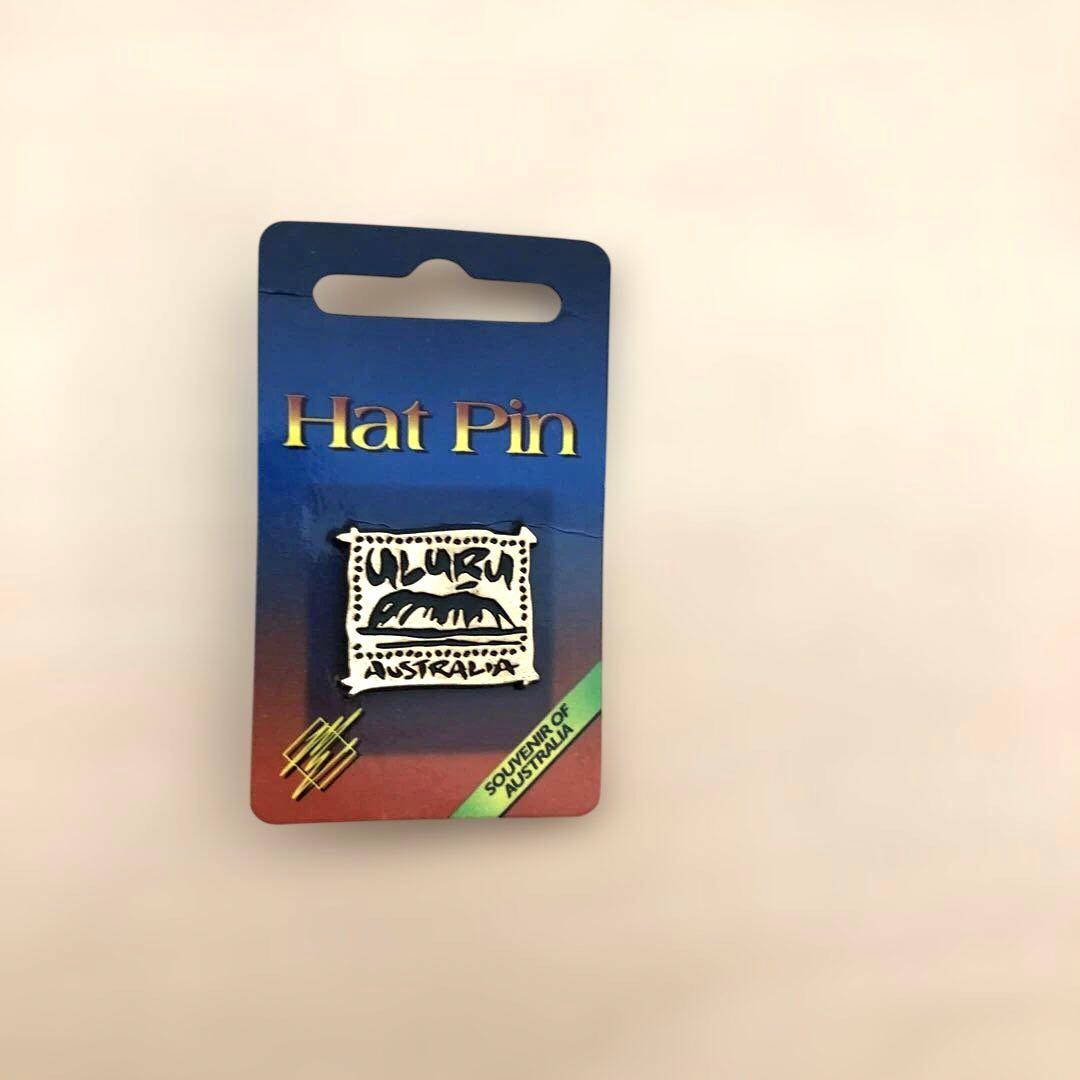 Hat Pin
ULURU
AUSTRALIA
SOUVENIR OF
AUSTRALIA